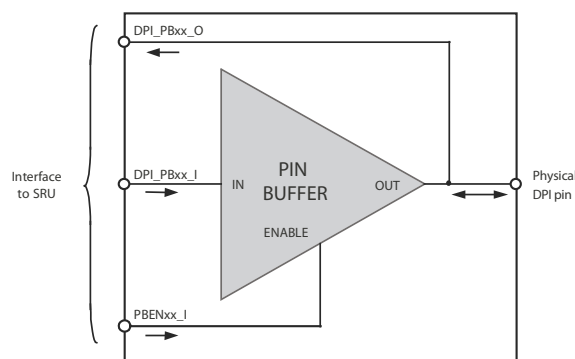 DPI_PBxx_O
Interface
to SRU
DPI_PBxx_I
IN
PIN
BUFFER
OUT
ENABLE
Physical
DPI pin
PBENxx_I